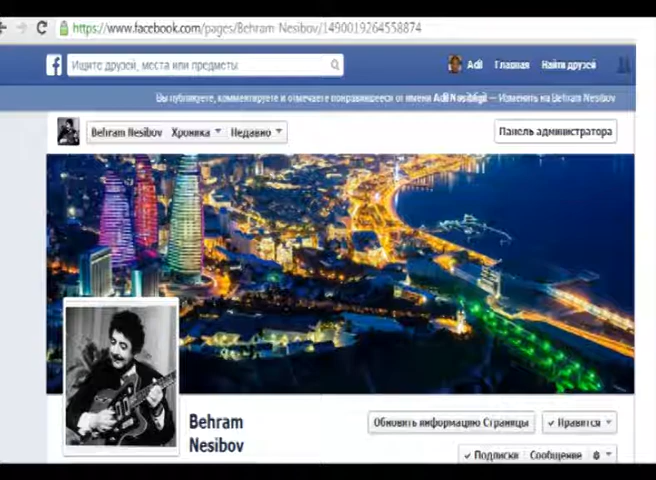 https://www.facebook.com/pages/Behram-Nesibov/1490019264558874
Ищите друзей, места или предметы
Adil Главная Найти друзей
Вы публикуете, комментируете и отмечаете понравившееся от имени Adil Nesibligil — Изменить на Behram Nesibov
Behram Nesibov Хроника Недавно
Панель администратора
Behram
Nesibov
Обновить информацию Страницы
✓ Нравится
✓ Подписки Сообщение